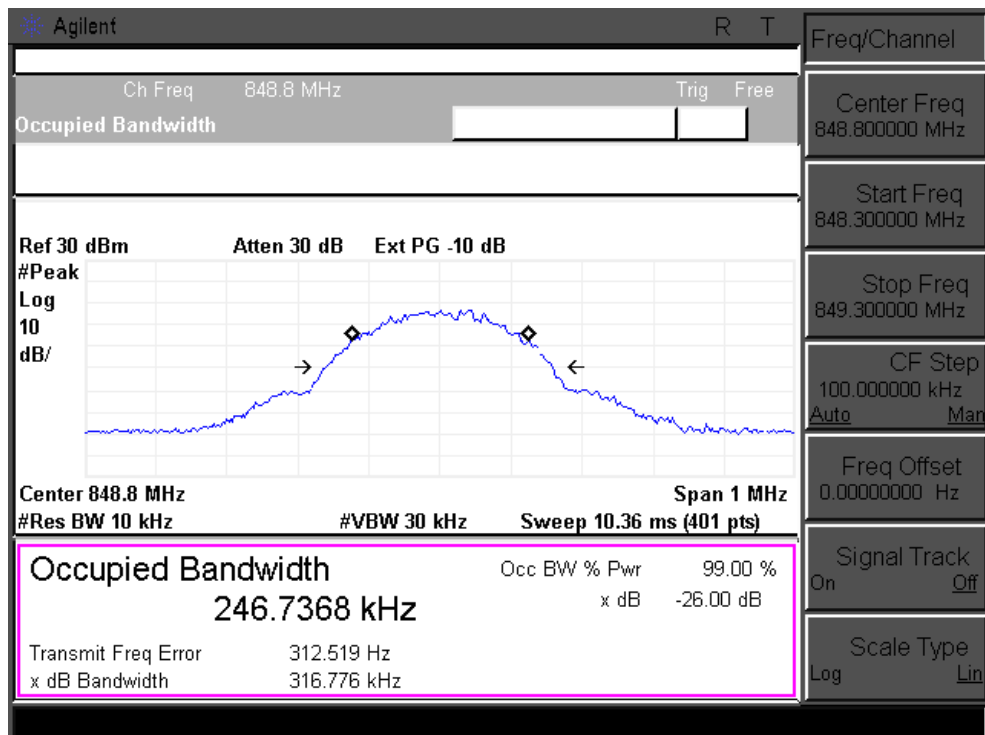 Agilent R T
Ch Freq 848.8 MHz Trig Free
Occupied Bandwidth
Ref 30 dBm Atten 30 dB Ext PG -10 dB
#Peak
Log
10
dB/
Center 848.8 MHz Span 1 MHz
#Res BW 10 kHz #VBW 30 kHz Sweep 10.36 ms (401 pts)
Occupied Bandwidth
246.7368 kHz
Occ BW % Pwr 99.00 %
x dB -26.00 dB
Transmit Freq Error 312.519 Hz
x dB Bandwidth 316.776 kHz
Freq/Channel
Center Freq
848.800000 MHz
Start Freq
848.300000 MHz
Stop Freq
849.300000 MHz
CF Step
100.000000 kHz
Auto Man
Freq Offset
0.00000000 Hz
Signal Track
On Off
Scale Type
Log Lin